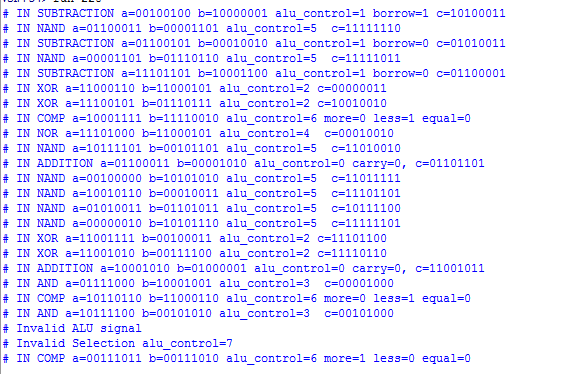 # IN SUBTRACTION a=00100100 b=10000001 alu_control=1 borrow=1 c=10100011
# IN NAND a=01100011 b=00001101 alu_control=5  c=11111110
# IN SUBTRACTION a=01100101 b=00010010 alu_control=1 borrow=0 c=01010011
# IN NAND a=00001101 b=01110110 alu_control=5  c=11111011
# IN SUBTRACTION a=11101101 b=10001100 alu_control=1 borrow=0 c=01100001
# IN XOR a=11000110 b=11000101 alu_control=2 c=00000011
# IN XOR a=11100101 b=01110111 alu_control=2 c=10010010
# IN COMP a=10001111 b=11110010 alu_control=6 more=0 less=1 equal=0
# IN NOR a=11101000 b=11000101 alu_control=4  c=00010010
# IN NAND a=10111101 b=00101101 alu_control=5  c=11010010
# IN ADDITION a=01100011 b=00001010 alu_control=0 carry=0, c=01101101
# IN NAND a=00100000 b=10101010 alu_control=5  c=11011111
# IN NAND a=10010110 b=00010011 alu_control=5  c=11101101
# IN NAND a=01010011 b=01101011 alu_control=5  c=10111100
# IN NAND a=00000010 b=10101110 alu_control=5  c=11111101
# IN XOR a=11001111 b=00100011 alu_control=2 c=11101100
# IN XOR a=11001010 b=00111100 alu_control=2 c=11110110
# IN ADDITION a=10001010 b=01000001 alu_control=0 carry=0, c=11001011
# IN AND a=01111000 b=10001001 alu_control=3  c=00001000
# IN COMP a=10110110 b=11000110 alu_control=6 more=0 less=1 equal=0
# IN AND a=10111100 b=00101010 alu_control=3  c=00101000
# Invalid ALU signal
# Invalid Selection alu_control=7
# IN COMP a=00111011 b=00111010 alu_control=6 more=1 less=0 equal=0